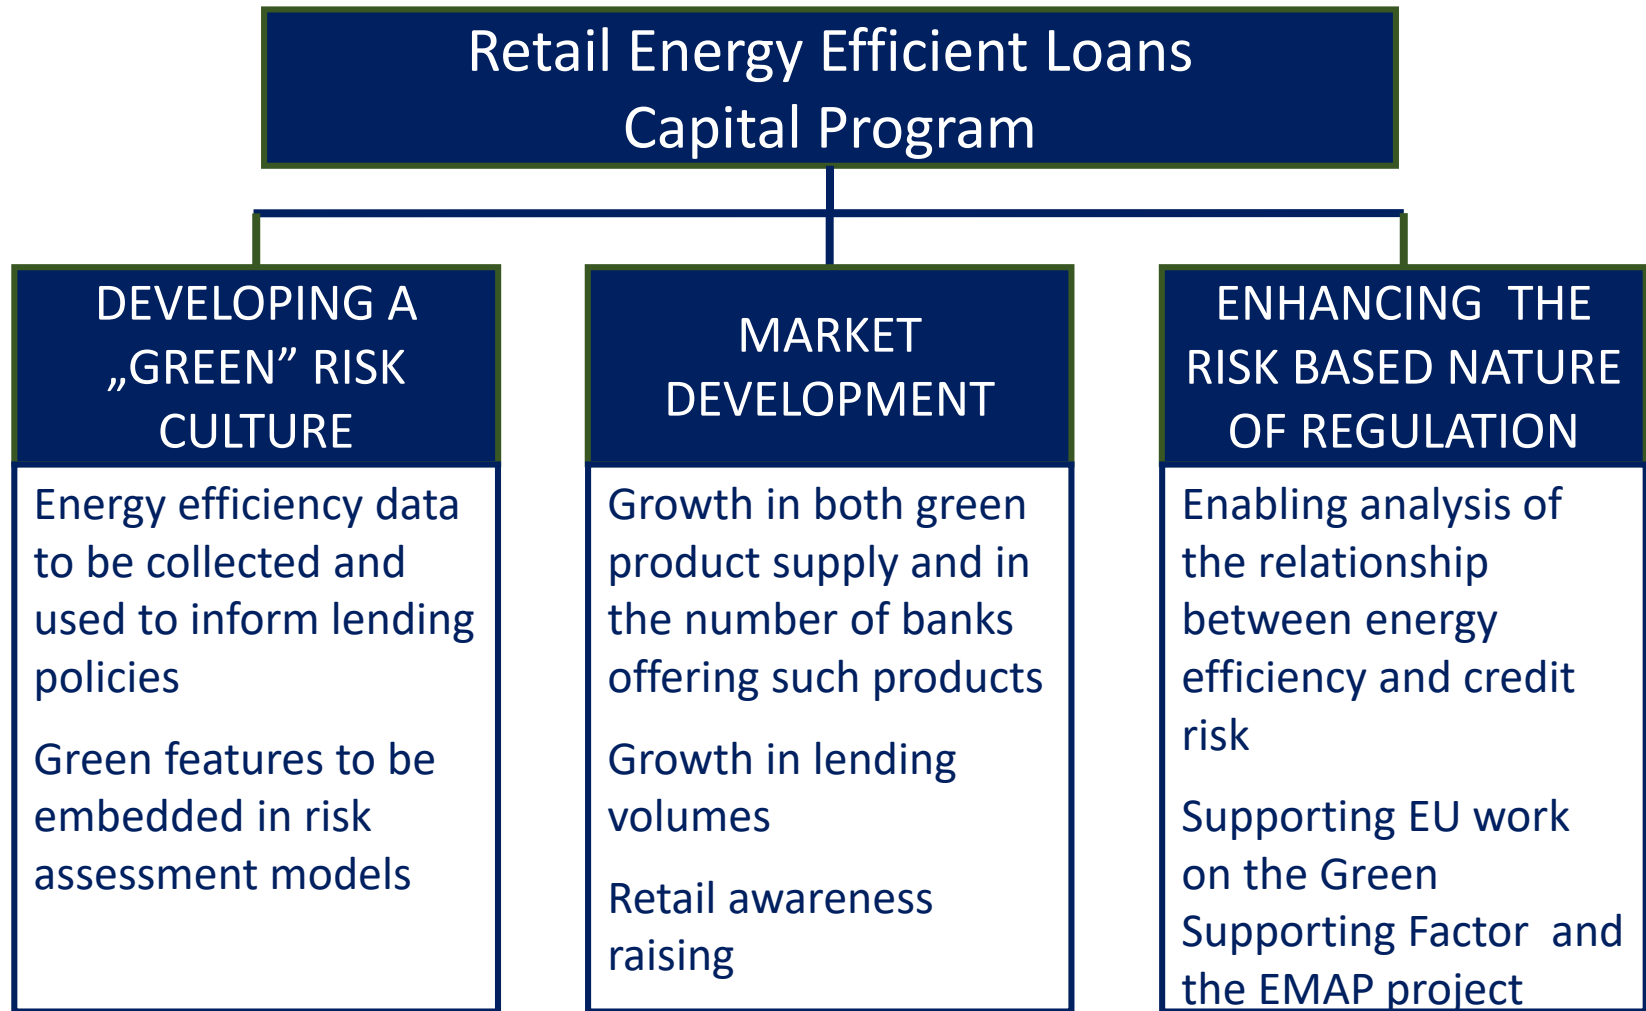 Retail Energy Efficient Loans
Capital Program
DEVELOPING A
„GREEN” RISK
CULTURE
Energy efficiency data
to be collected and
used to inform lending
policies
Green features to be
embedded in risk
assessment models
MARKET
DEVELOPMENT
Growth in both green
product supply and in
the number of banks
offering such products
Growth in lending
volumes
Retail awareness
raising
ENHANCING THE
RISK BASED NATURE
OF REGULATION
Enabling analysis of
the relationship
between energy
efficiency and credit
risk
Supporting EU work
on the Green
Supporting Factor and
the EMAP project